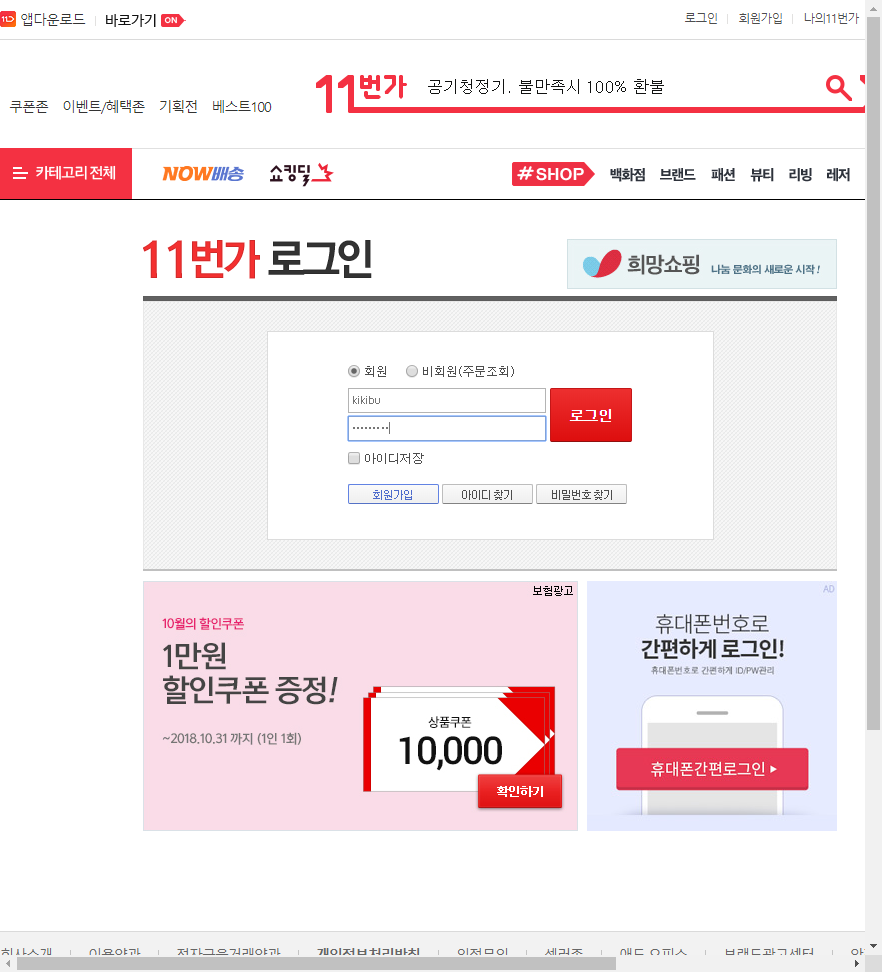 11번가 앱다운로드 바로가기 ON 로그인 회원가입 나의11번가
쿠폰존 이벤트/혜택존 기획전 베스트100
11번가 공기청정기. 불만족시 100% 환불
카테고리 전체 NOW배송 쇼킹딜 #SHOP 백화점 브랜드 패션 뷰티 리빙 레저
11번가 로그인
희망쇼핑 나눔 문화의 새로운 시작!
회원 비회원(주문조회)
kikibu
로그인
아이디저장
회원가입 아이디 찾기 비밀번호 찾기
보험광고
10월의 할인쿠폰
1만원
할인쿠폰 증정!
~2018.10.31 까지 (1인 1회)
상품쿠폰
10,000
확인하기
AD
휴대폰번호로
간편하게 로그인!
휴대폰번호로 간편하게 ID/PW관리
휴대폰간편로그인
회사소개 이용약관 전자금융거래약관 개인정보처리방침 입점문의 셀러존 애드 오피스 브랜드광고센터